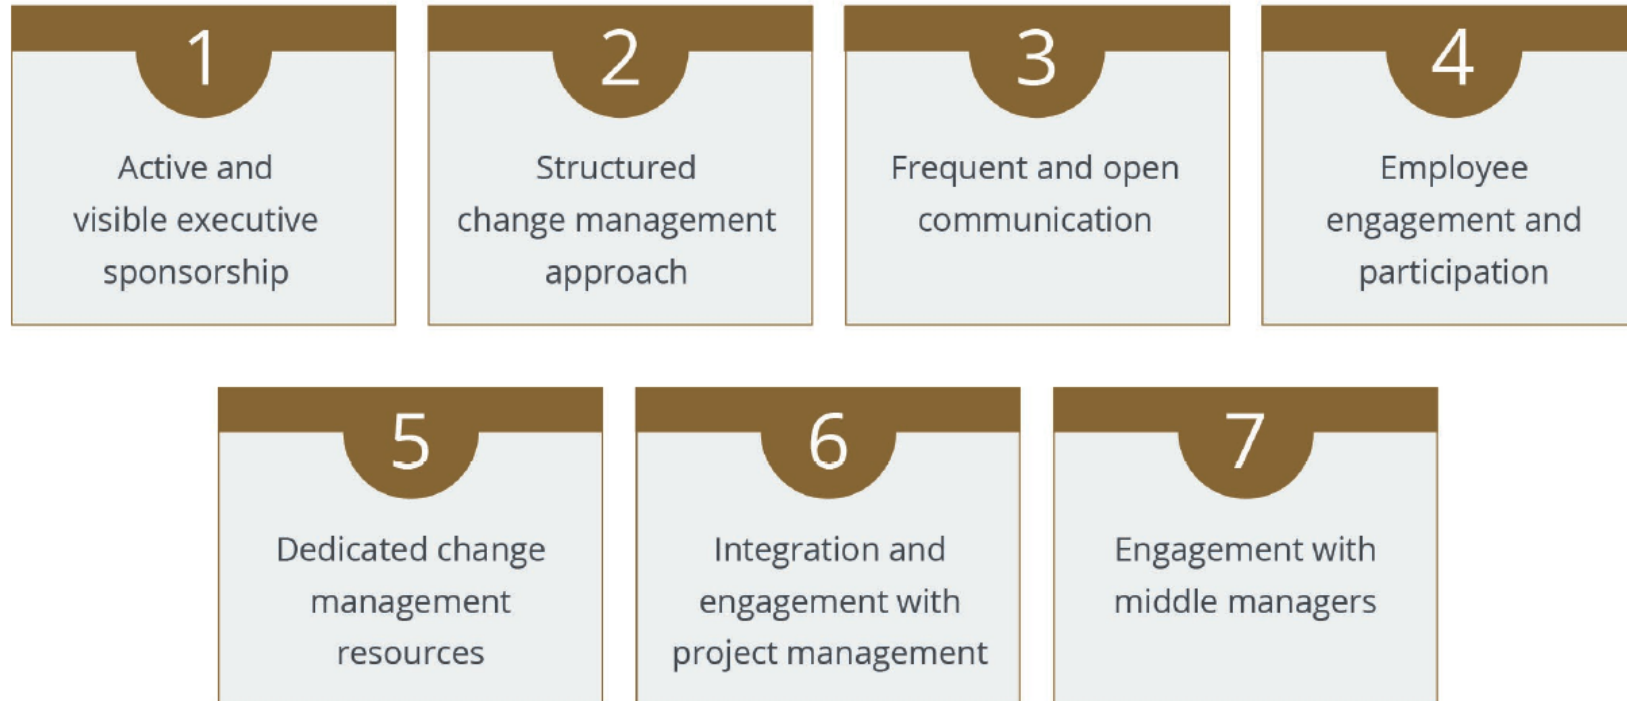 1
Active and
visible executive
sponsorship
2
Structured
change management
approach
3
Frequent and open
communication
4
Employee
engagement and
participation
5
Dedicated change
management
resources
6
Integration and
engagement with
project management
7
Engagement with
middle managers